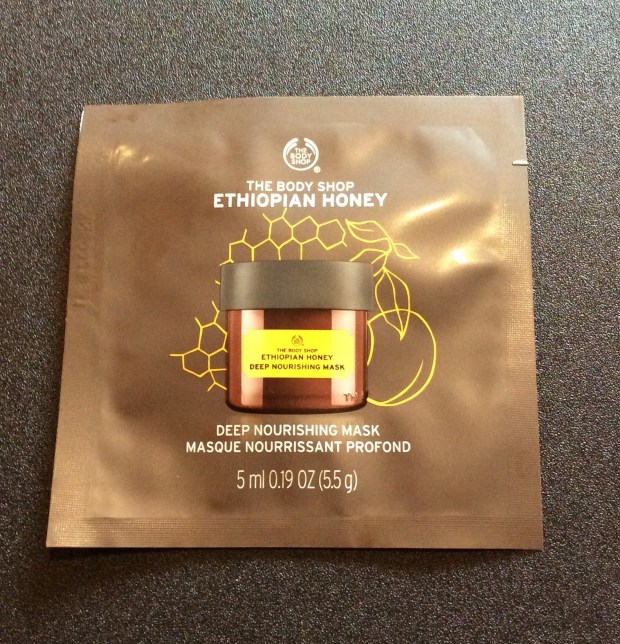 THE
BODY
SHOP
®
THE BODY SHOP
ETHIOPIAN HONEY
THE BODY SHOP
ETHIOPIAN HONEY
DEEP NOURISHING MASK
DEEP NOURISHING MASK
MASQUE NOURRISSANT PROFOND
5 ml 0.19 OZ (5.5 g)